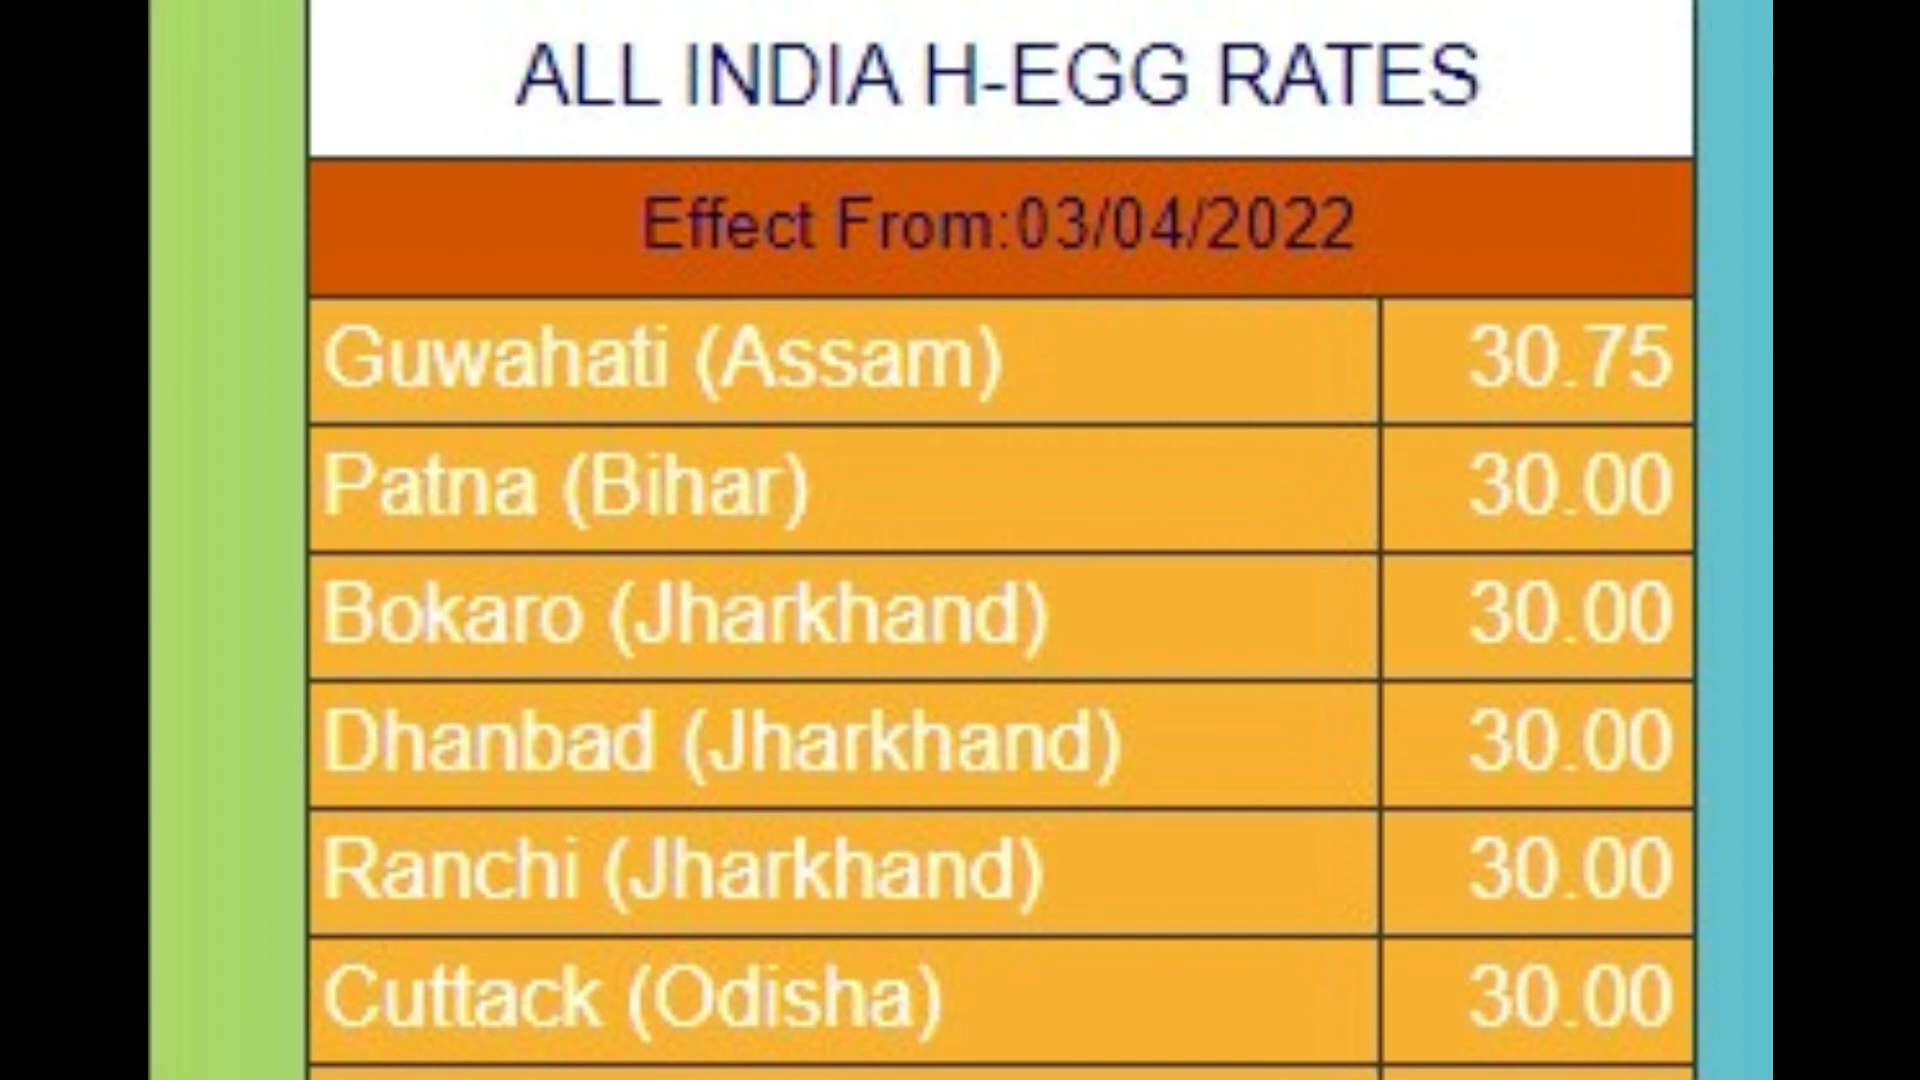 ALL INDIA H-EGG RATES
Effect From:03/04/2022
Guwahati (Assam) 30.75
Patna (Bihar) 30.00
Bokaro (Jharkhand) 30.00
Dhanbad (Jharkhand) 30.00
Ranchi (Jharkhand) 30.00
Cuttack (Odisha) 30.00